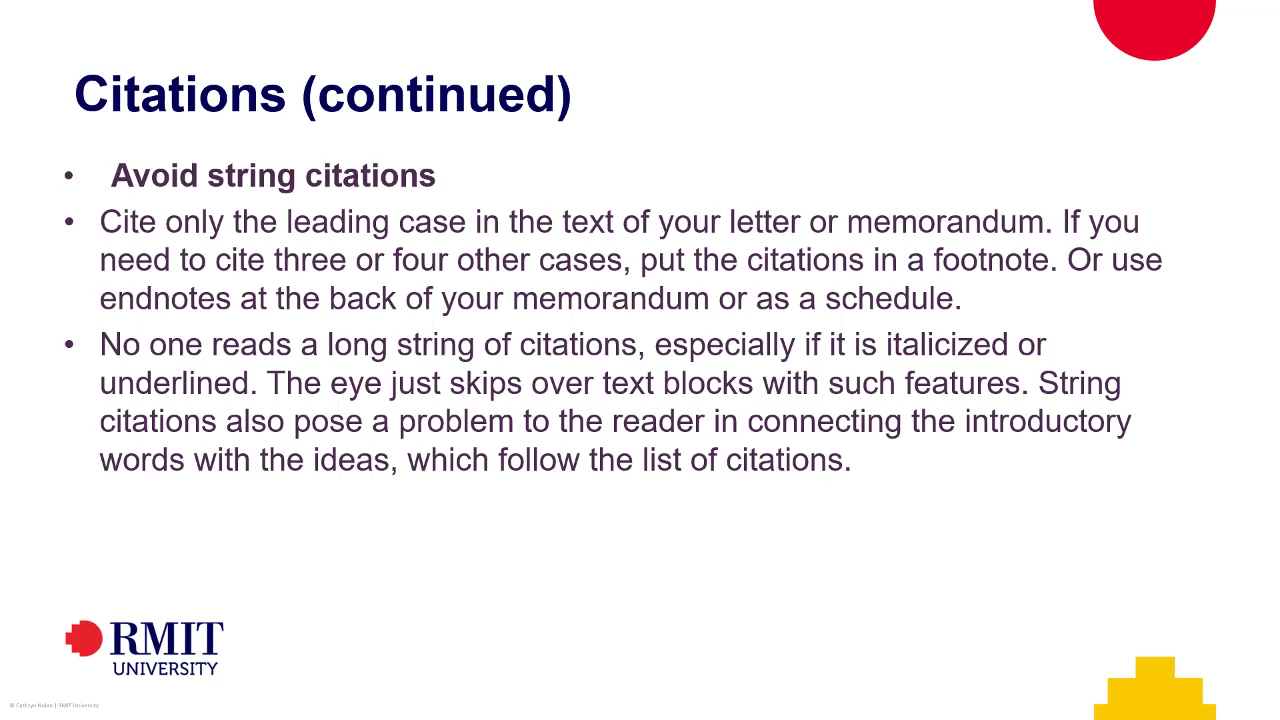 Citations (continued)
• Avoid string citations
• Cite only the leading case in the text of your letter or memorandum. If you
need to cite three or four other cases, put the citations in a footnote. Or use
endnotes at the back of your memorandum or as a schedule.
• No one reads a long string of citations, especially if it is italicized or
underlined. The eye just skips over text blocks with such features. String
citations also pose a problem to the reader in connecting the introductory
words with the ideas, which follow the list of citations.
RMIT
UNIVERSITY
© Cathryn | RMIT University